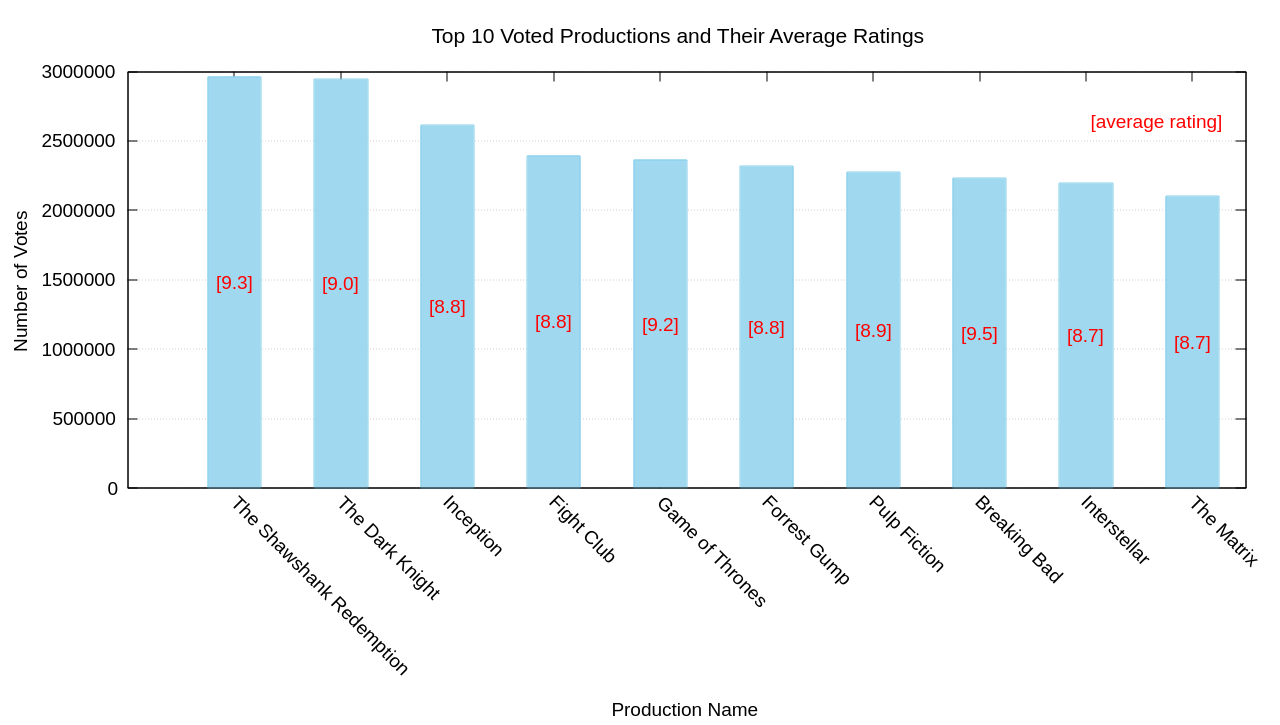 Top 10 Voted Productions and Their Average Ratings
3000000
2500000
2000000
1500000
1000000
500000
0
Number of Votes
[average rating]
[9.3]
[9.0]
[8.8]
[8.8]
[9.2]
[8.8]
[8.9]
[9.5]
[8.7]
[8.7]
The Shawshank Redemption
The Dark Knight
Inception
Fight Club
Game of Thrones
Forrest Gump
Pulp Fiction
Breaking Bad
Interstellar
The Matrix
Production Name